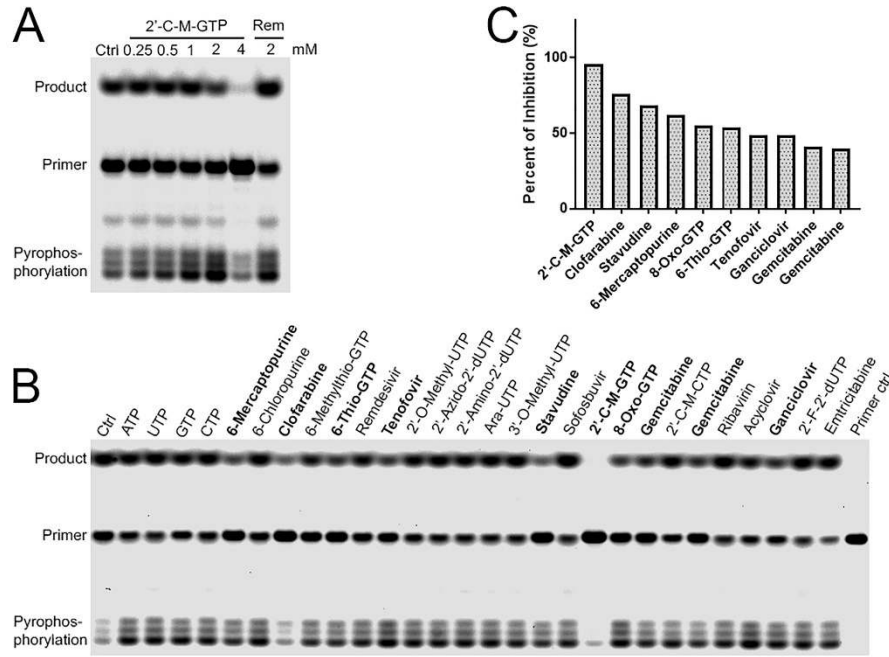 A
2'-C-M-GTP Rem
Ctrl 0.25 0.5 1 2 4 2 mM
Product
Primer
Pyrophos-
phorylation
C
Percent of Inhibition (%)
100
50
0
2'-C-M-GTP
Clofarabine
Stavudine
6-Mercaptopurine
8-Oxo-GTP
6-Thio-GTP
Tenofovir
Ganciclovir
Gemcitabine
Gemcitabine
B
Ctrl
ATP
UTP
GTP
CTP
6-Mercaptopurine
6-Chloropurine
Clofarabine
6-Methylthio-GTP
6-Thio-GTP
Remdesivir
Tenofovir
2'-O-Methyl-UTP
2'-Azido-2'-dUTP
2'-Amino-2'-dUTP
Ara-UTP
3'-O-Methyl-UTP
Stavudine
Sofosbuvir
2'-C-M-GTP
8-Oxo-GTP
Gemcitabine
2'-C-M-CTP
Gemcitabine
Ribavirin
Acyclovir
Ganciclovir
2'-F-2'-dUTP
Emtricitabine
Primer ctrl
Product
Primer
Pyrophos-
phorylation